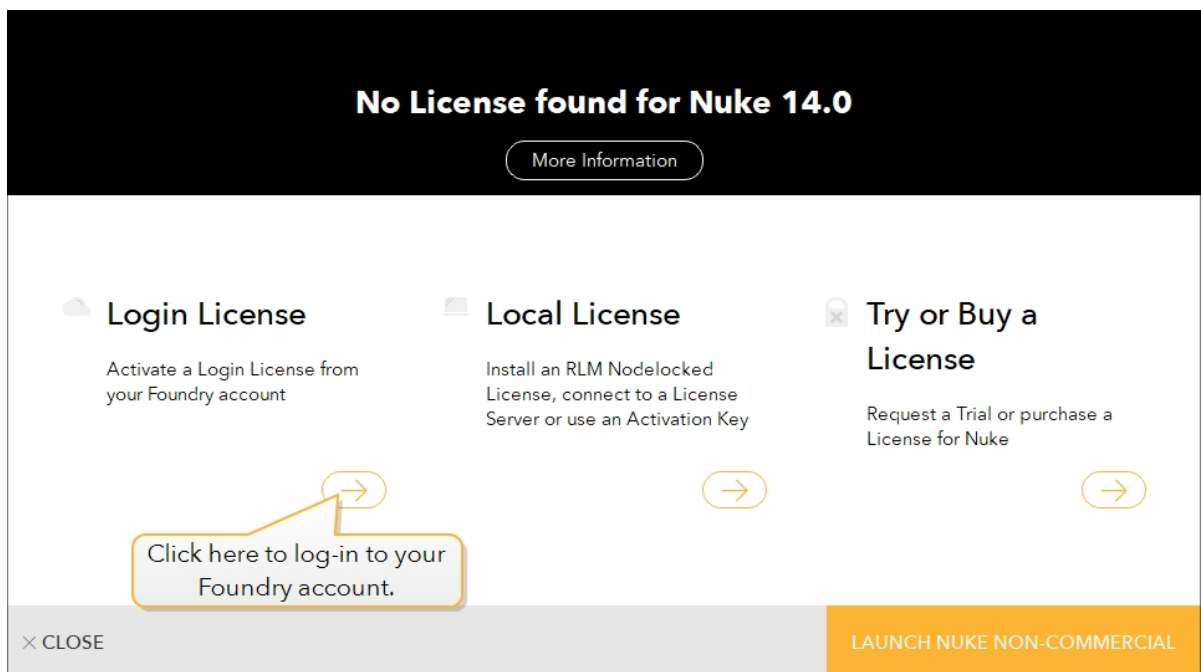 No License found for Nuke 14.0
More Information
Login License
Activate a Login License from
your Foundry account
Local License
Install an RLM Nodelocked
License, connect to a License
Server or use an Activation Key
Try or Buy a
License
Request a Trial or purchase a
License for Nuke
Click here to log-in to your
Foundry account.
× CLOSE
LAUNCH NUKE NON-COMMERCIAL